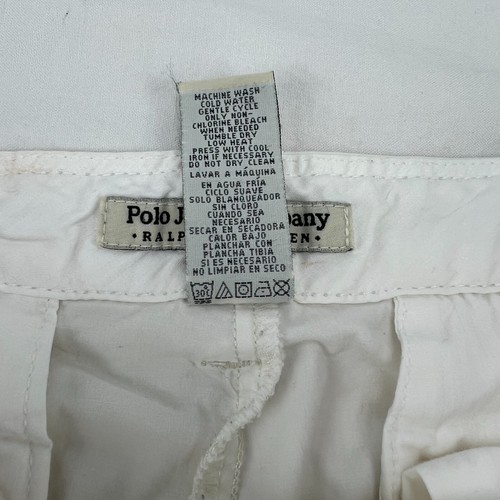 MACHINE WASH
COLD WATER
GENTLE CYCLE
ONLY NON-
CHLORINE BLEACH
WHEN NEEDED
TUMBLE DRY
LOW HEAT
PRESS WITH COOL
IRON IF NECESSARY
DO NOT DRY CLEAN
LAVAR A MÁQUINA
EN AGUA FRÍA
CICLO SUAVE
SOLO BLANQUEADOR
SIN CLORO
CUANDO SEA
NECESARIO
SECAR EN SECADORA
CALOR BAJO
PLANCHAR CON
PLANCHA TIBIA
SI ES NECESARIO
NO LIMPIAR EN SECO
30C
Polo J pany
• RALP EN •